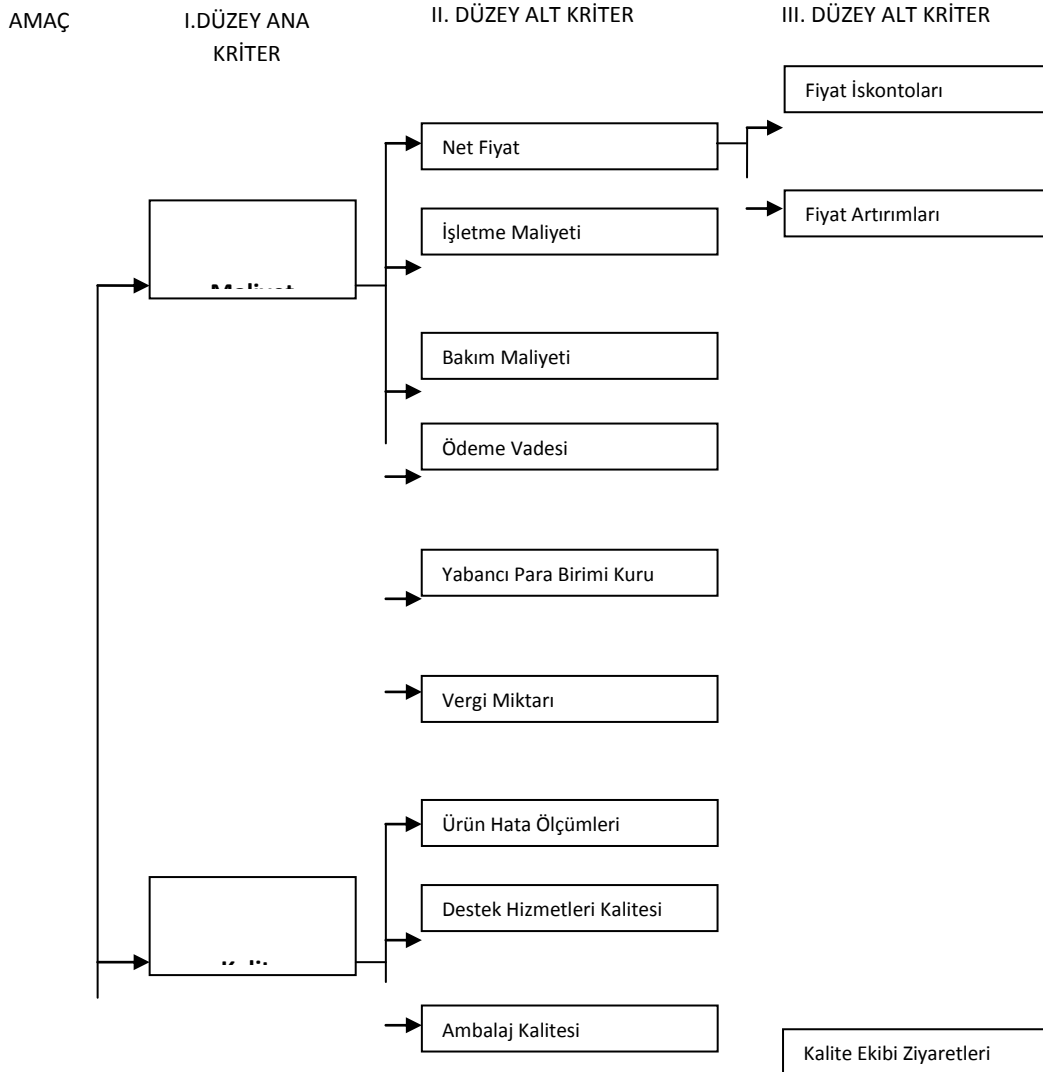 AMAÇ
I.DÜZEY ANA
KRİTER
II. DÜZEY ALT KRİTER
III. DÜZEY ALT KRİTER
Fiyat İskontoları
Net Fiyat
Fiyat Artırımları
İşletme Maliyeti
Bakım Maliyeti
Ödeme Vadesi
Yabancı Para Birimi Kuru
Vergi Miktarı
Ürün Hata Ölçümleri
Destek Hizmetleri Kalitesi
Ambalaj Kalitesi
Kalite Ekibi Ziyaretleri